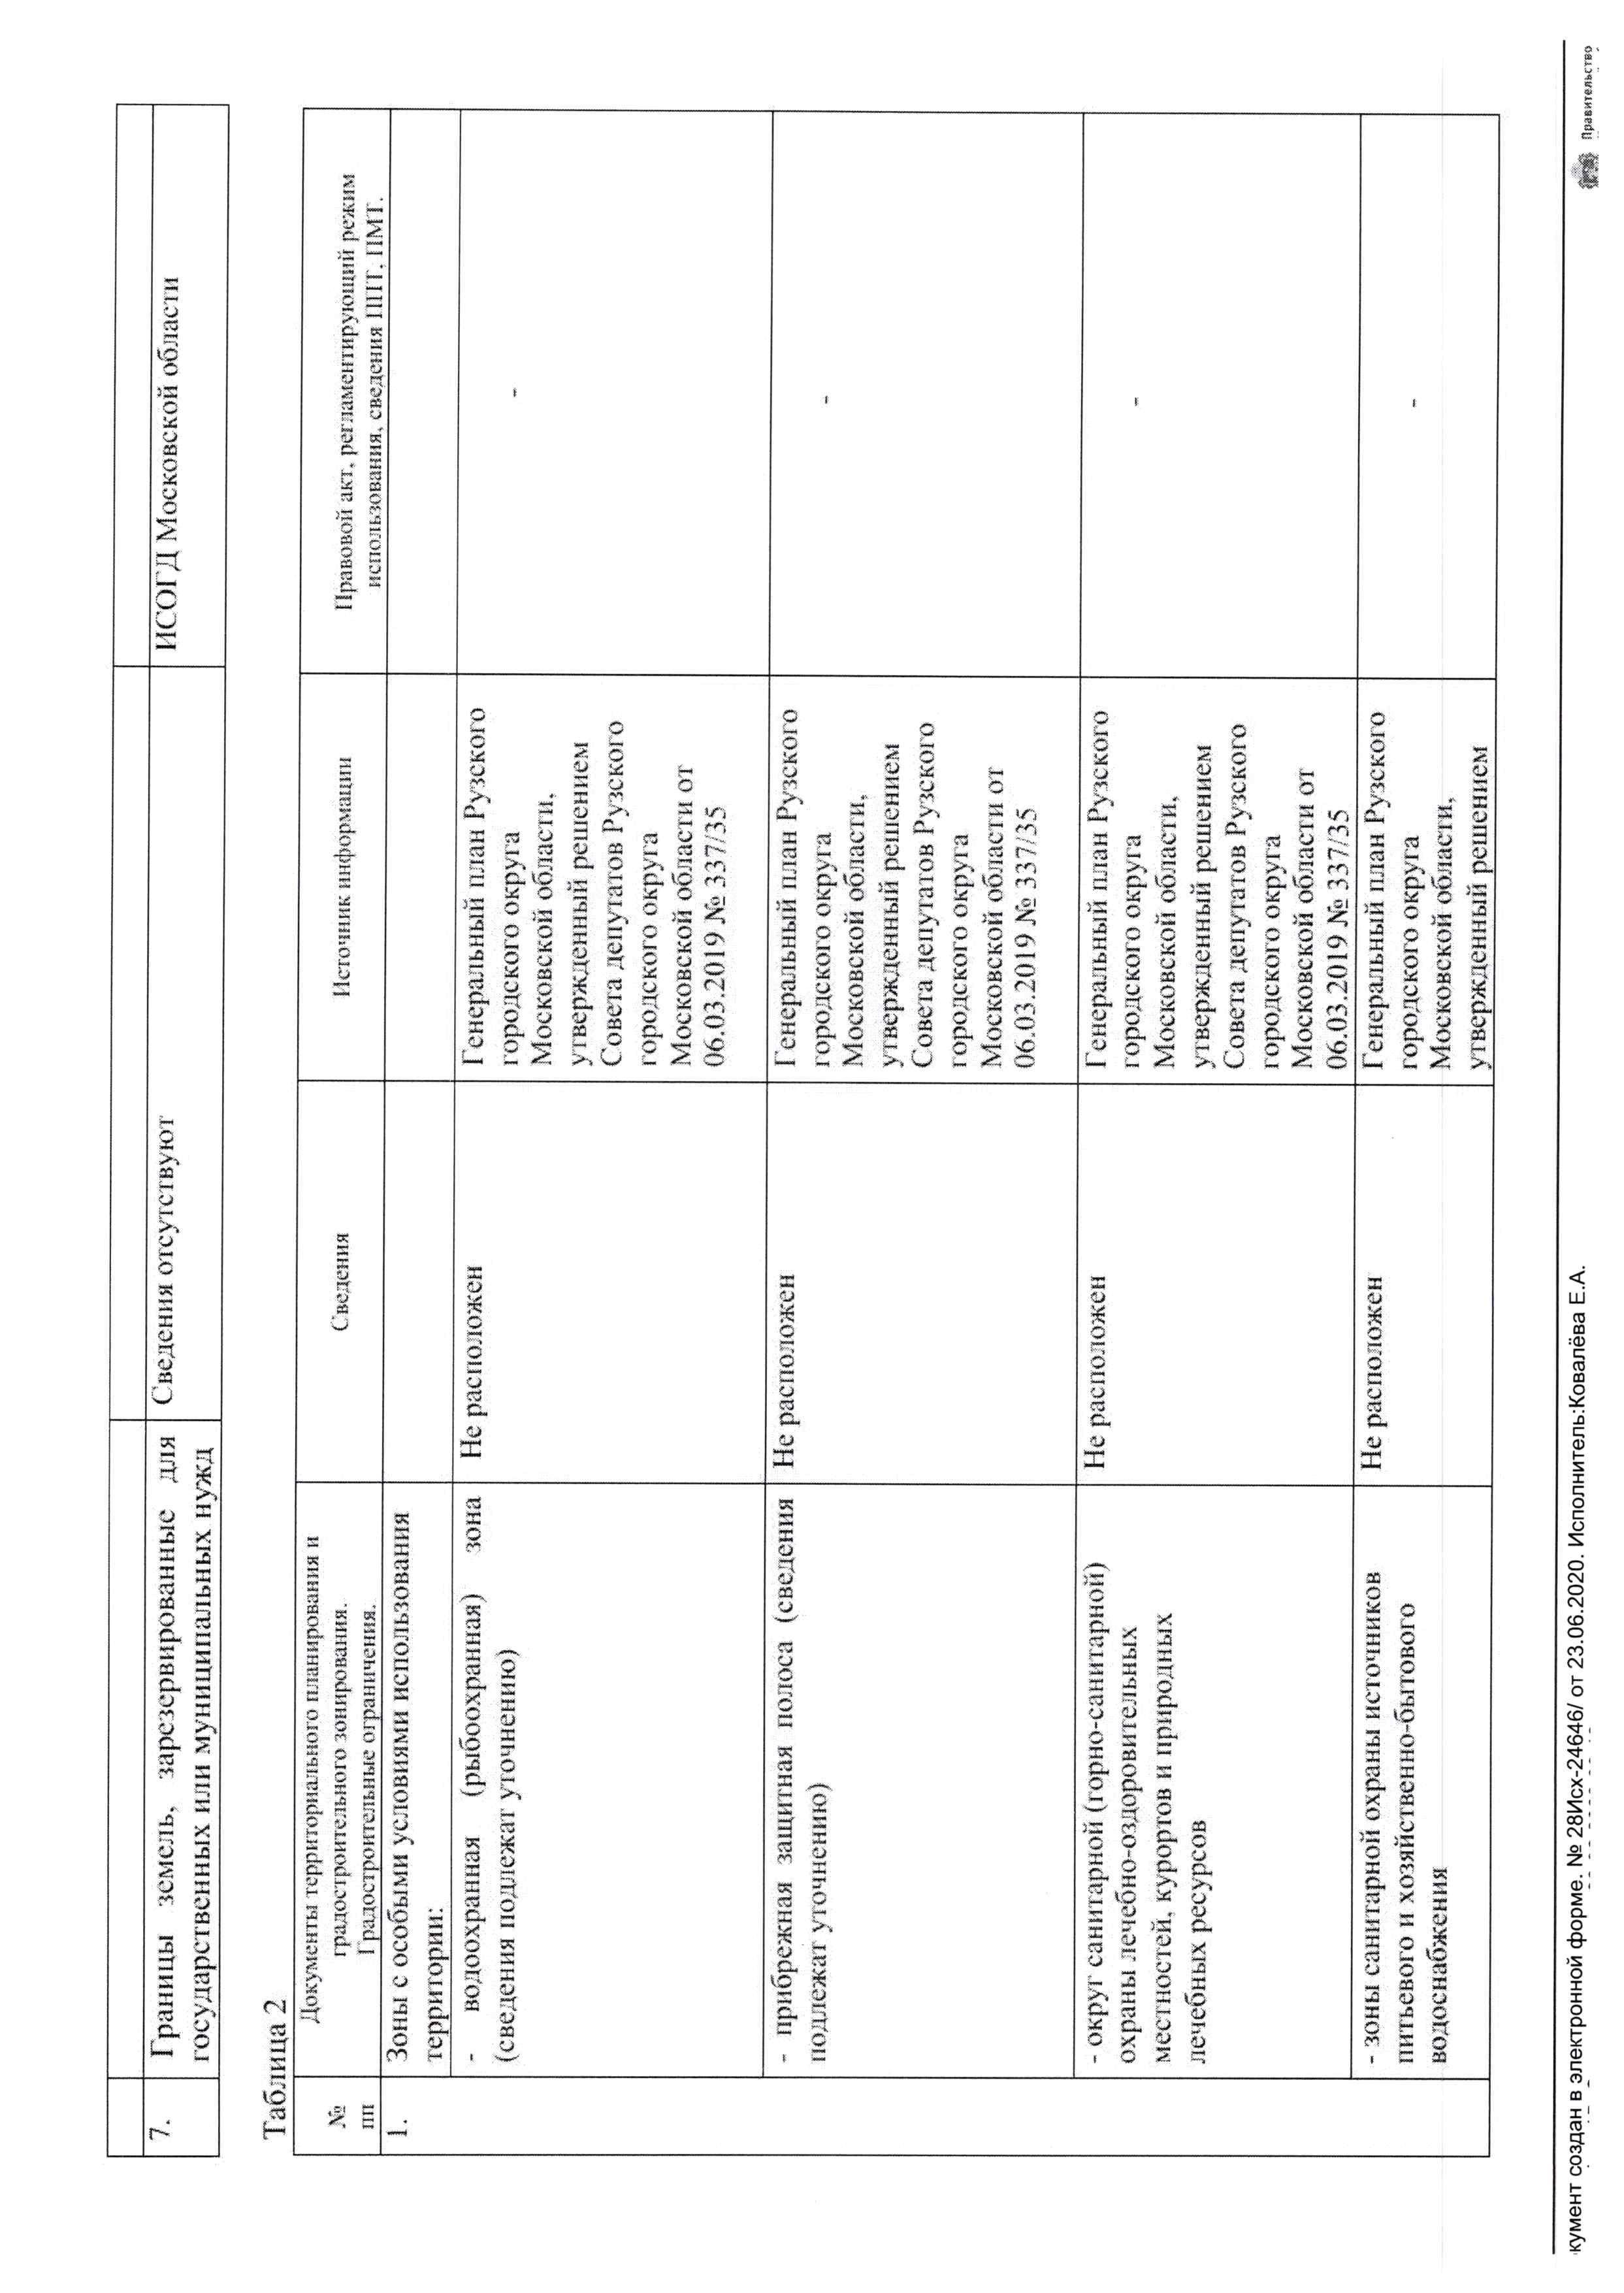 7.
Границы земель, зарезервированные для
государственных или муниципальных нужд
Сведения отсутствуют
ИСОГД Московской области
Таблица 2
№
пп
Документы территориального планирования и
градостроительного зонирования.
Градостроительные ограничения.
Сведения
Источник информации
Правовой акт, регламентирующий режим
использования, сведения ППТ, ПМТ.
1.
Зоны с особыми условиями использования
территории:
- водоохранная (рыбоохранная) зона
(сведения подлежат уточнению)
Не расположен
Генеральный план Рузского
городского округа
Московской области,
утвержденный решением
Совета депутатов Рузского
городского округа
Московской области от
06.03.2019 № 337/35
-
- прибрежная защитная полоса (сведения
подлежат уточнению)
Не расположен
Генеральный план Рузского
городского округа
Московской области,
утвержденный решением
Совета депутатов Рузского
городского округа
Московской области от
06.03.2019 № 337/35
-
- округ санитарной (горно-санитарной)
охраны лечебно-оздоровительных
местностей, курортов и природных
лечебных ресурсов
Не расположен
Генеральный план Рузского
городского округа
Московской области,
утвержденный решением
Совета депутатов Рузского
городского округа
Московской области от
06.03.2019 № 337/35
-
- зоны санитарной охраны источников
питьевого и хозяйственно-бытового
водоснабжения
Не расположен
Генеральный план Рузского
городского округа
Московской области,
утвержденный решением
-
кумент создан в электронной форме. № 28Исх-24646/ от 23.06.2020. Исполнитель:Ковалёва Е.А.
Правительство